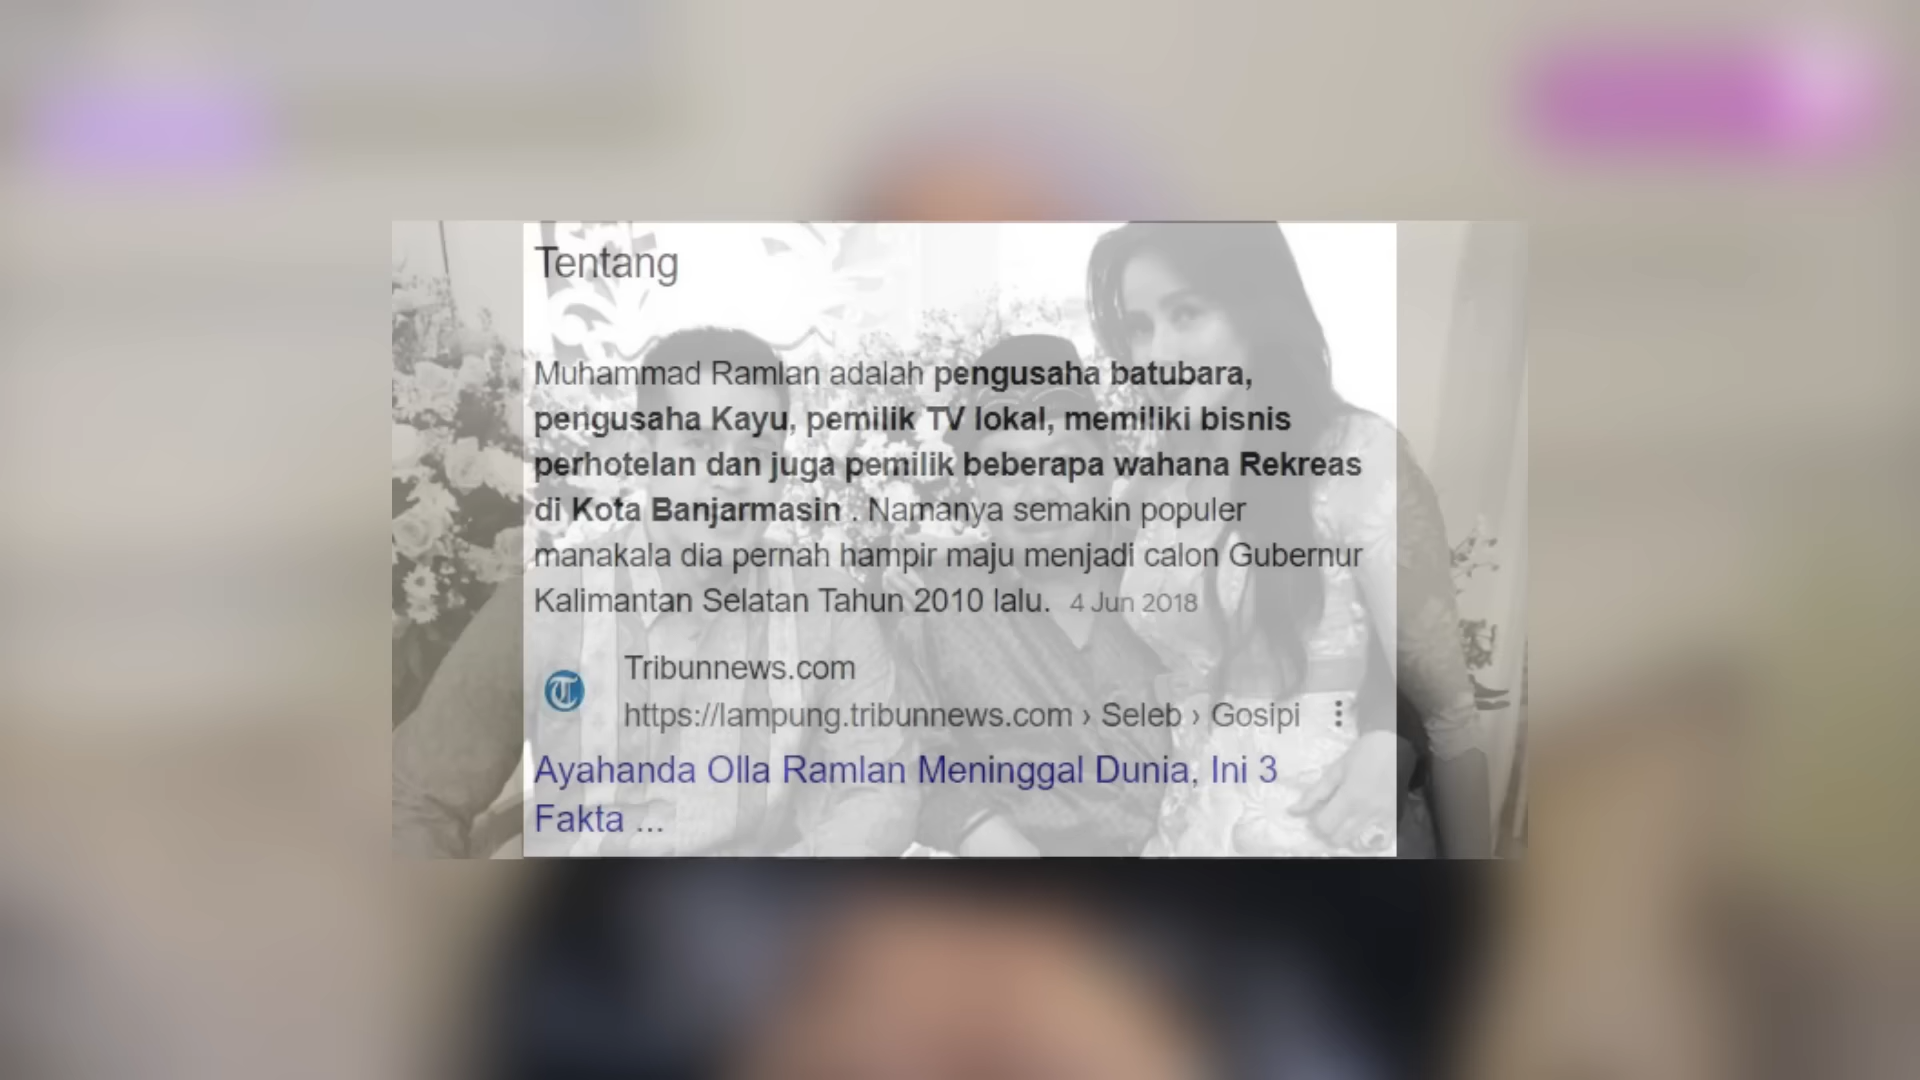 Tentang
Muhammad Ramlan adalah pengusaha batubara,
pengusaha Kayu, pemilik TV lokal, memiliki bisnis
perhotelan dan juga pemilik beberapa wahana Rekreas
di Kota Banjarmasin . Namanya semakin populer
manakala dia pernah hampir maju menjadi calon Gubernur
Kalimantan Selatan Tahun 2010 lalu. 4 Jun 2018
Tribunnews.com
https://lampung.tribunnews.com › Seleb › Gosipi
Ayahanda Olla Ramlan Meninggal Dunia, Ini 3
Fakta ...